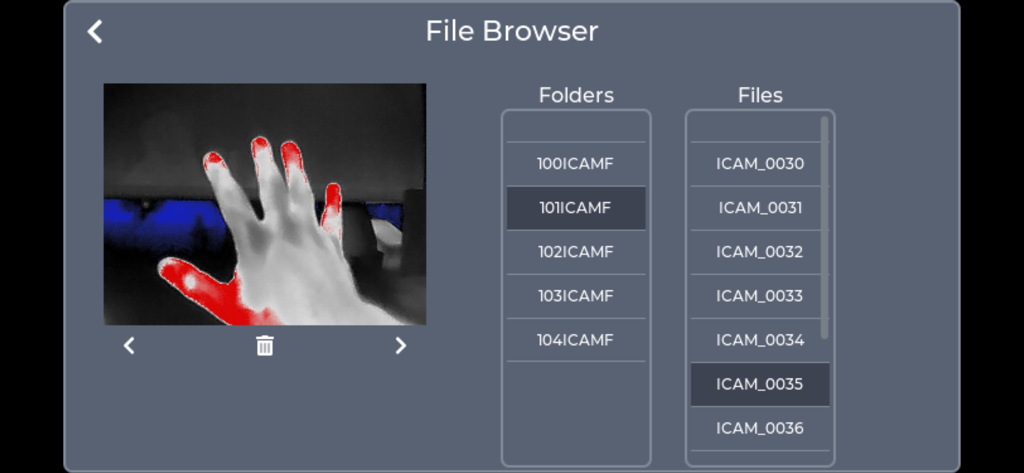 File Browser
Folders
100ICAMF
101ICAMF
102ICAMF
103ICAMF
104ICAMF
Files
ICAM_0030
ICAM_0031
ICAM_0032
ICAM_0033
ICAM_0034
ICAM_0035
ICAM_0036